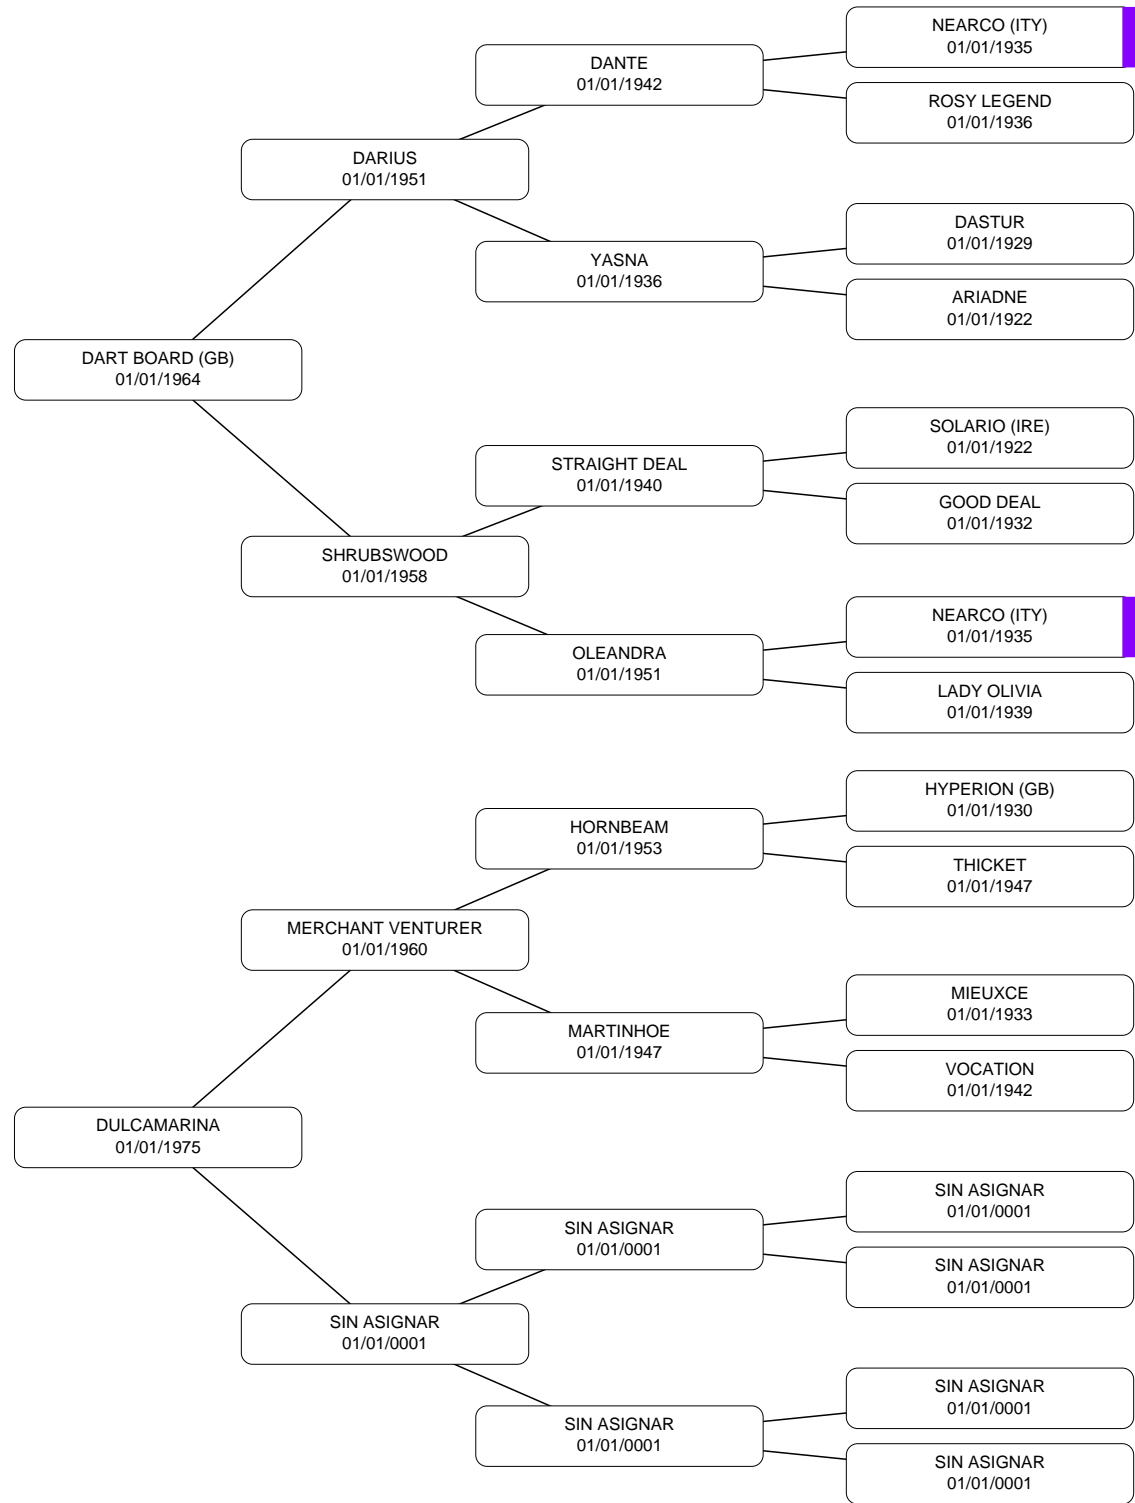 NEARCO (ITY)
01/01/1935
DANTE
01/01/1942
ROSY LEGEND
01/01/1936
DARIUS
01/01/1951
DASTUR
01/01/1929
YASNA
01/01/1936
ARIADNE
01/01/1922
DART BOARD (GB)
01/01/1964
SOLARIO (IRE)
01/01/1922
STRAIGHT DEAL
01/01/1940
GOOD DEAL
01/01/1932
SHRUBSWOOD
01/01/1958
NEARCO (ITY)
01/01/1935
OLEANDRA
01/01/1951
LADY OLIVIA
01/01/1939
HYPERION (GB)
01/01/1930
HORNBEAM
01/01/1953
THICKET
01/01/1947
MERCHANT VENTURER
01/01/1960
MIEUXCE
01/01/1933
MARTINHOE
01/01/1947
VOCATION
01/01/1942
DULCAMARINA
01/01/1975
SIN ASIGNAR
01/01/0001
SIN ASIGNAR
01/01/0001
SIN ASIGNAR
01/01/0001
SIN ASIGNAR
01/01/0001
SIN ASIGNAR
01/01/0001
SIN ASIGNAR
01/01/0001
SIN ASIGNAR
01/01/0001